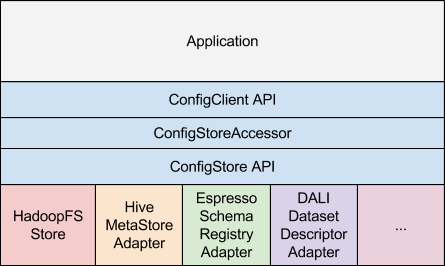 Application
ConfigClient API
ConfigStoreAccessor
ConfigStore API
HadoopFS
Store
Hive
MetaStore
Adapter
Espresso
Schema
Registry
Adapter
DALI
Dataset
Descriptor
Adapter
...